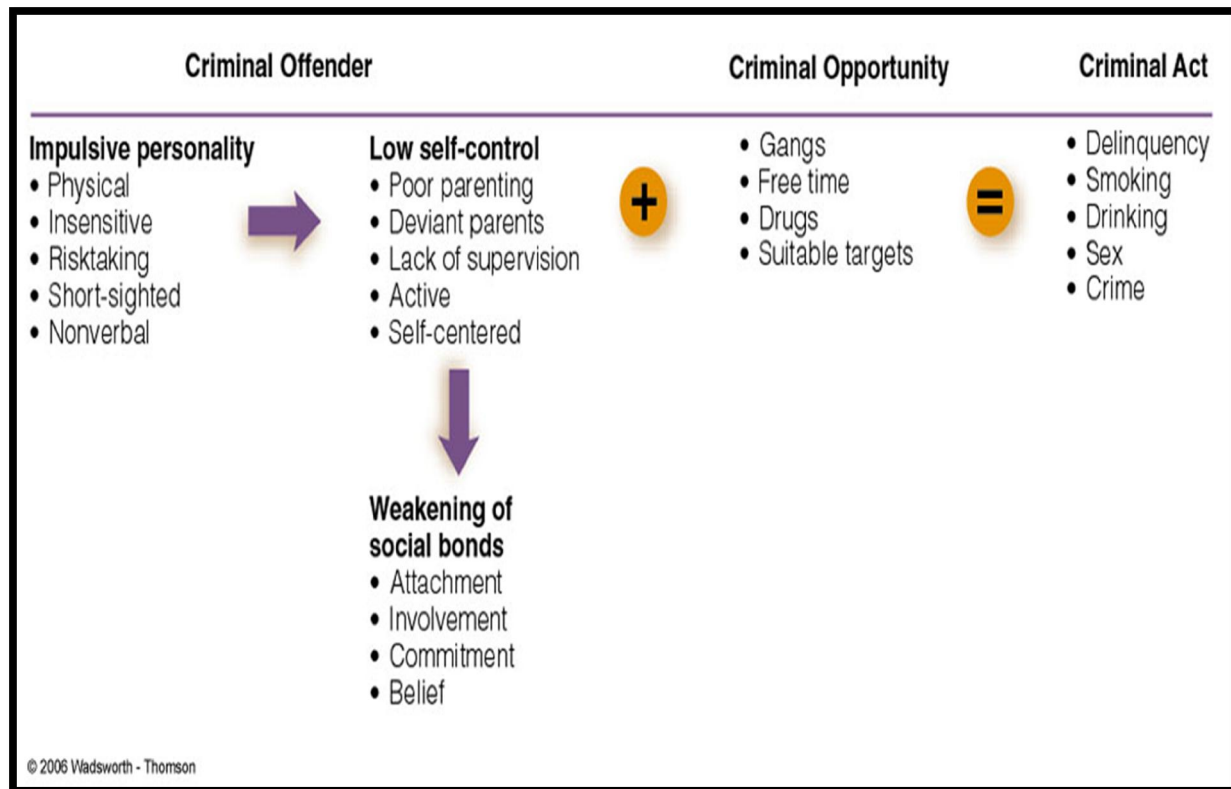 Criminal Offender
Criminal Opportunity
Criminal Act
Impulsive personality
• Physical
• Insensitive
• Risktaking
• Short-sighted
• Nonverbal
Low self-control
• Poor parenting
• Deviant parents
• Lack of supervision
• Active
• Self-centered
+
• Gangs
• Free time
• Drugs
• Suitable targets
=
• Delinquency
• Smoking
• Drinking
• Sex
• Crime
Weakening of
social bonds
• Attachment
• Involvement
• Commitment
• Belief
© 2006 Wadsworth - Thomson